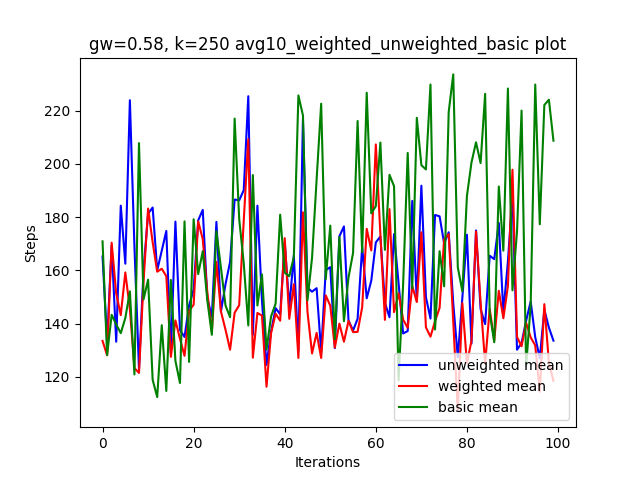 gw=0.58, k=250 avg10_weighted_unweighted_basic plot
220
200
180
160
140
120
Steps
0
20
40
60
80
100
Iterations
unweighted mean
weighted mean
basic mean